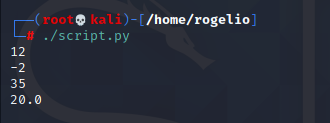 ┌──(root💀kali)-[/home/rogelio]
└─# ./script.py
12
-2
35
20.0